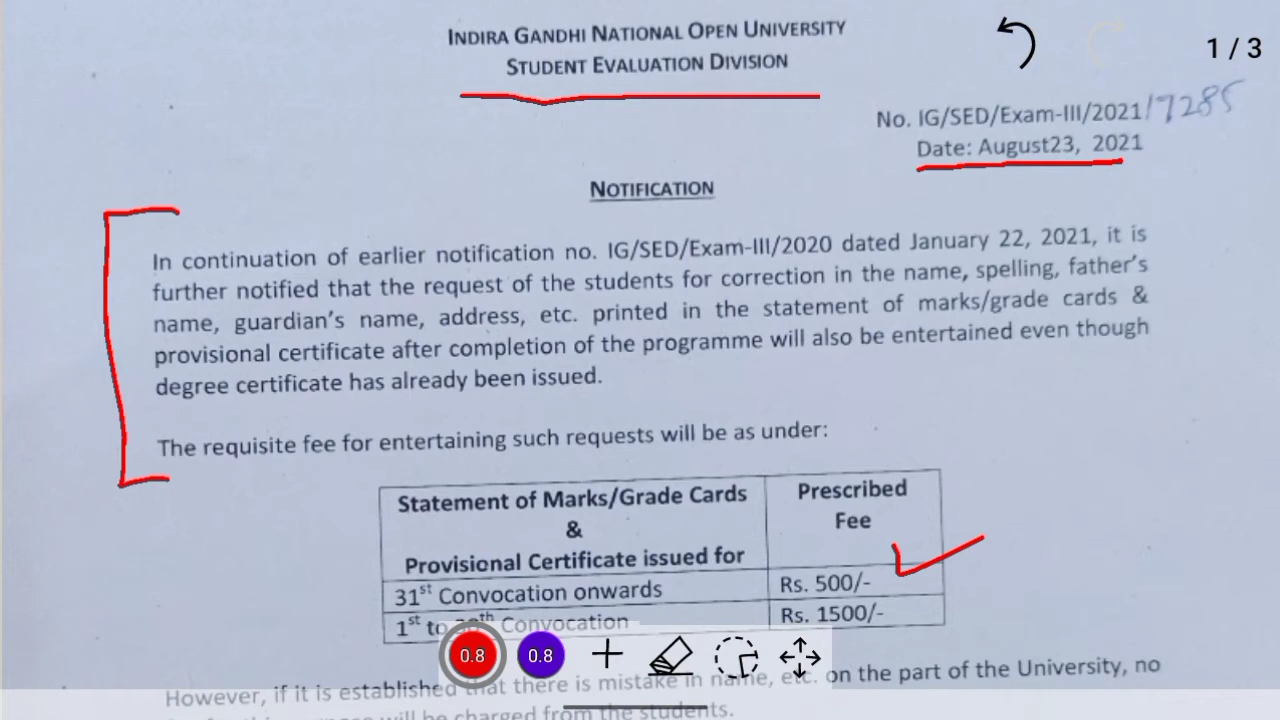 INDIRA GANDHI NATIONAL OPEN UNIVERSITY
STUDENT EVALUATION DIVISION
1 / 3
No. IG/SED/Exam-III/2021/7285
Date: August23, 2021
NOTIFICATION
In continuation of earlier notification no. IG/SED/Exam-III/2020 dated January 22, 2021, it is
further notified that the request of the students for correction in the name, spelling, father's
name, guardian's name, address, etc. printed in the statement of marks/grade cards &
provisional certificate after completion of the programme will also be entertained even though
degree certificate has already been issued.
The requisite fee for entertaining such requests will be as under:
Statement of Marks/Grade Cards
&
Provisional Certificate issued for
Prescribed
Fee
31st Convocation onwards
Rs. 500/-
1st to Convocation
Rs. 1500/-
0.8
0.8
However, if it is established that there is mistake in name, etc. on the part of the University, no
will be charged from the students.